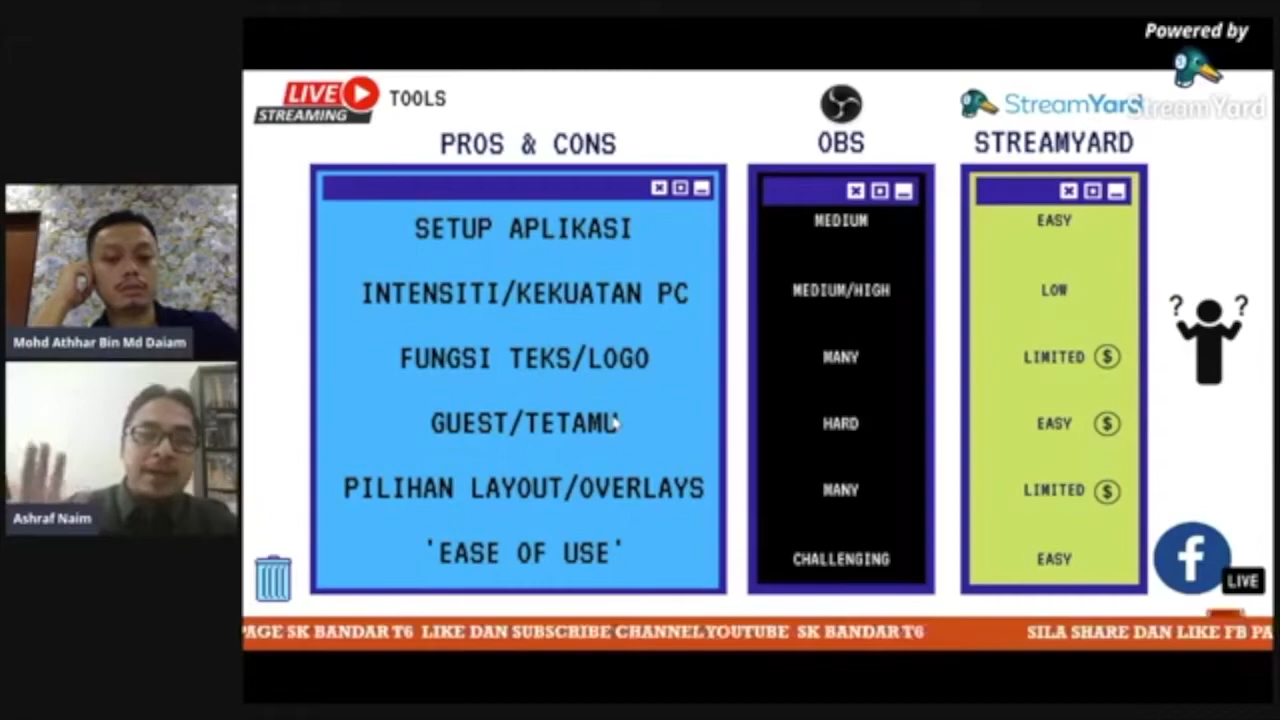 Powered by
StreamYard
LIVE
STREAMING
TOOLS
StreamYard
PROS & CONS
OBS
STREAMYARD
SETUP APLIKASI
MEDIUM
EASY
INTENSITI/KEKUATAN PC
MEDIUM/HIGH
LOW
FUNGSI TEKS/LOGO
MANY
LIMITED $
GUEST/TETAMU
HARD
EASY $
PILIHAN LAYOUT/OVERLAYS
MANY
LIMITED $
'EASE OF USE'
CHALLENGING
EASY
? ?
Mohd Athhar Bin Md Daiam
Ashraf Naim
f
LIVE
PAGE SK BANDAR T6 LIKE DAN SUBSCRIBE CHANNEL YOUTUBE SK BANDAR T6 SILA SHARE DAN LIKE FB PA